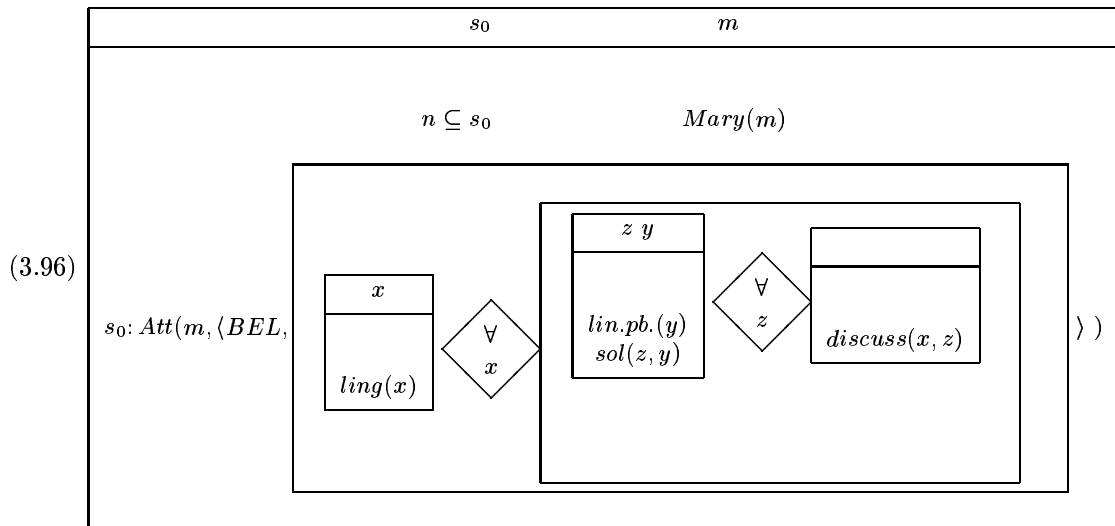 s₀ m
n ⊆ s₀ Mary(m)
(3.96)
s₀: Att(m, ⟨BEL,
x
ling(x)
∀
x
z y
lin.pb.(y)
sol(z, y)
∀
z
discuss(x, z)
⟩ )